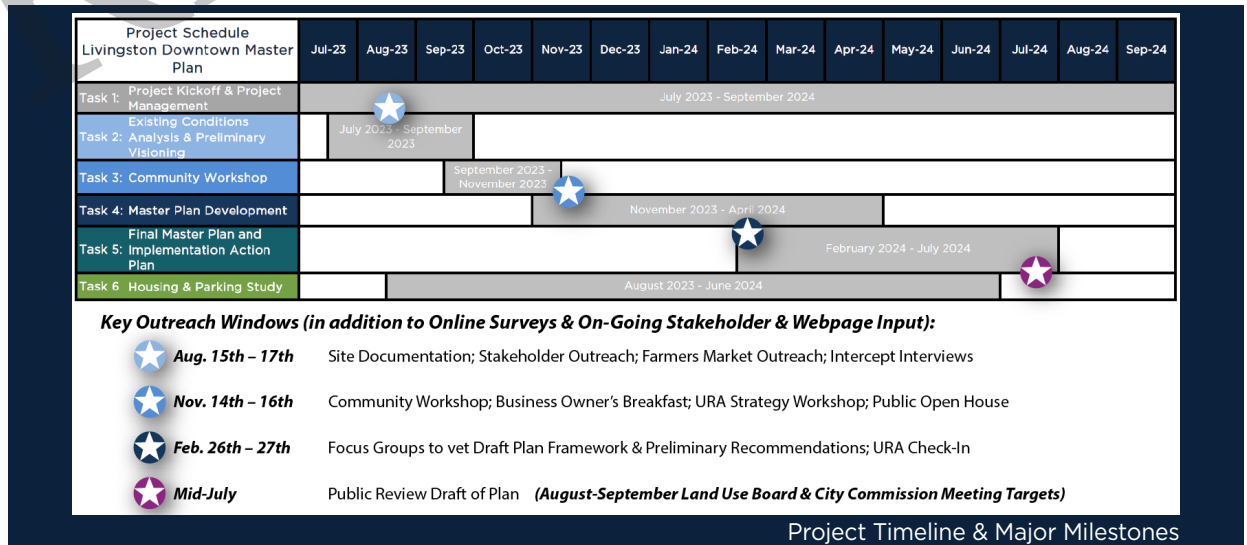 Project Schedule
Livingston Downtown Master
Plan
Jul-23 Aug-23 Sep-23 Oct-23 Nov-23 Dec-23 Jan-24 Feb-24 Mar-24 Apr-24 May-24 Jun-24 Jul-24 Aug-24 Sep-24
Task 1: Project Kickoff & Project
Management
July 2023 - September 2024
Task 2: Existing Conditions
Analysis & Preliminary
Visioning
July 2023 - September
2023
Task 3: Community Workshop
September 2023 -
November 2023
Task 4: Master Plan Development
November 2023 - April 2024
Task 5: Final Master Plan and
Implementation Action
Plan
February 2024 - July 2024
Task 6 Housing & Parking Study
August 2023 - June 2024
Key Outreach Windows (in addition to Online Surveys & On-Going Stakeholder & Webpage Input):
Aug. 15th – 17th Site Documentation; Stakeholder Outreach; Farmers Market Outreach; Intercept Interviews
Nov. 14th – 16th Community Workshop; Business Owner's Breakfast; URA Strategy Workshop; Public Open House
Feb. 26th – 27th Focus Groups to vet Draft Plan Framework & Preliminary Recommendations; URA Check-In
Mid-July Public Review Draft of Plan (August-September Land Use Board & City Commission Meeting Targets)
Project Timeline & Major Milestones